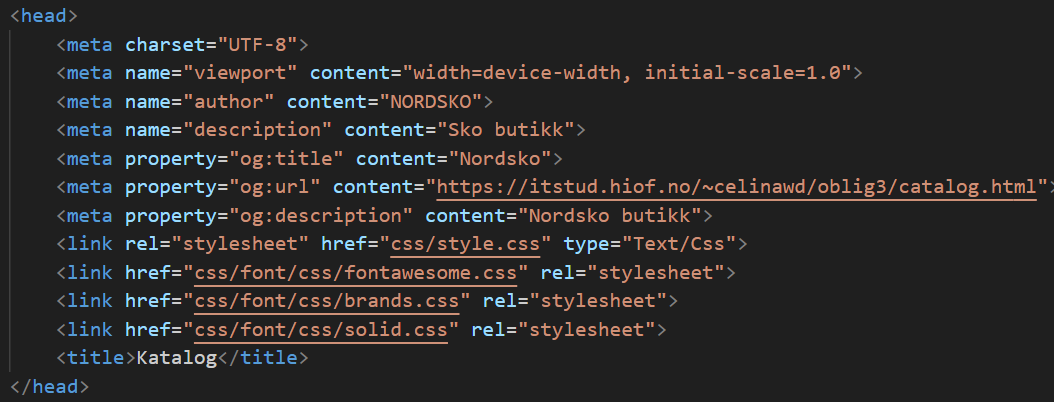 <head>
<meta charset="UTF-8">
<meta name="viewport" content="width=device-width, initial-scale=1.0">
<meta name="author" content="NORDSKO">
<meta name="description" content="Sko butikk">
<meta property="og:title" content="Nordsko">
<meta property="og:url" content="https://itstud.hiof.no/~celinawd/oblig3/catalog.html">
<meta property="og:description" content="Nordsko butikk">
<link rel="stylesheet" href="css/style.css" type="Text/Css">
<link href="css/font/css/fontawesome.css" rel="stylesheet">
<link href="css/font/css/brands.css" rel="stylesheet">
<link href="css/font/css/solid.css" rel="stylesheet">
<title>Katalog</title>
</head>